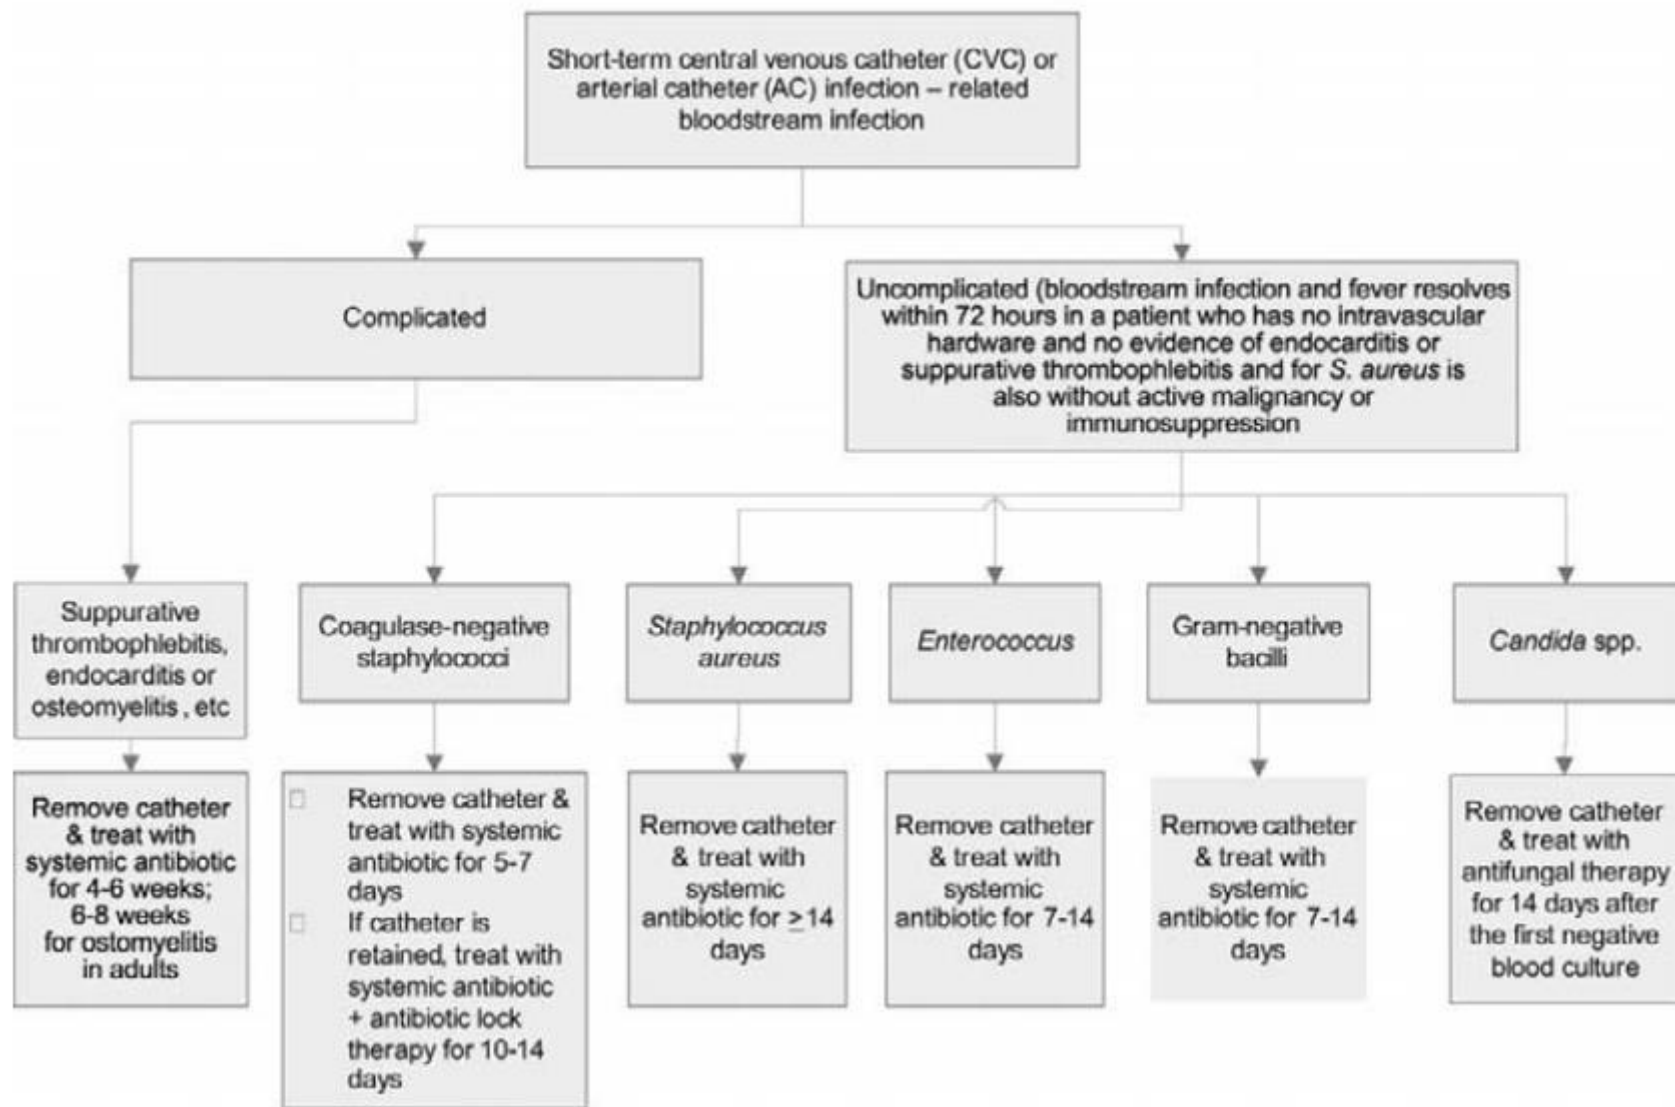 Short-term central venous catheter (CVC) or
arterial catheter (AC) infection – related
bloodstream infection
Complicated
Uncomplicated (bloodstream infection and fever resolves
within 72 hours in a patient who has no intravascular
hardware and no evidence of endocarditis or
suppurative thrombophlebitis and for S. aureus is
also without active malignancy or
immunosuppression
Suppurative
thrombophlebitis,
endocarditis or
osteomyelitis , etc
Coagulase-negative
staphylococci
Staphylococcus
aureus
Enterococcus
Gram-negative
bacilli
Candida spp.
Remove catheter
& treat with
systemic antibiotic
for 4-6 weeks;
6-8 weeks
for ostomyelitis
in adults
Remove catheter &
treat with systemic
antibiotic for 5-7
days
If catheter is
retained, treat with
systemic antibiotic
+ antibiotic lock
therapy for 10-14
days
Remove catheter
& treat with
systemic
antibiotic for ≥14
days
Remove catheter
& treat with
systemic
antibiotic for 7-14
days
Remove catheter
& treat with
systemic
antibiotic for 7-14
days
Remove catheter
& treat with
antifungal therapy
for 14 days after
the first negative
blood culture